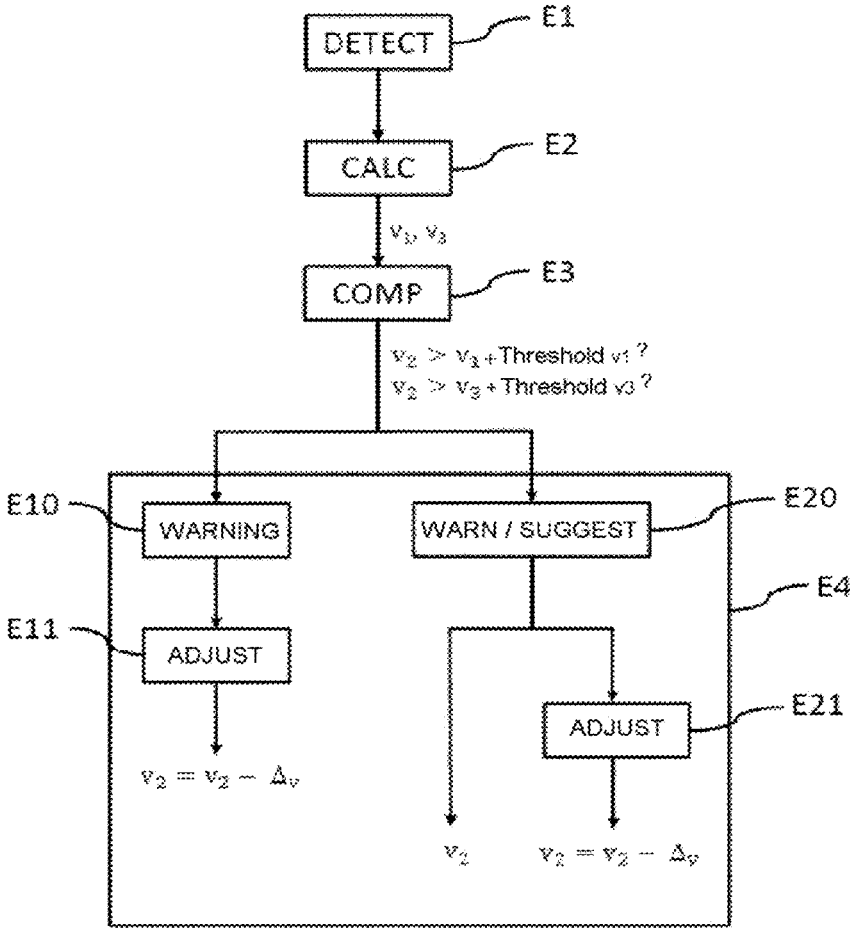 DETECT E1
CALC E2
v₁, v₃
COMP E3
v₂ > v₁ + Threshold v1 ?
v₂ > v₃ + Threshold v3 ?
E10 WARNING WARN / SUGGEST E20
E4
E11 ADJUST
ADJUST E21
v₂ = v₂ − Δᵥ
v₂ v₂ = v₂ − Δᵥ